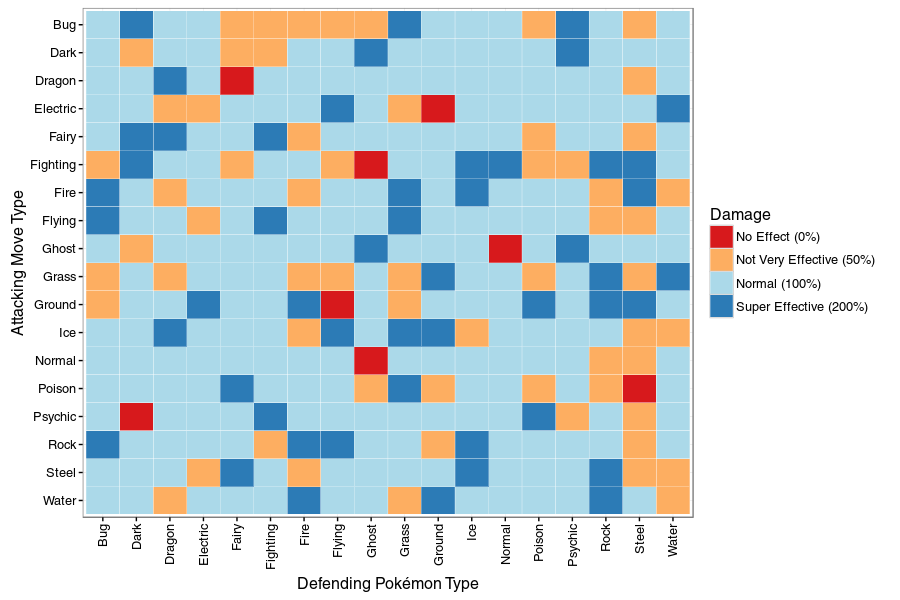 Attacking Move Type
Bug
Dark
Dragon
Electric
Fairy
Fighting
Fire
Flying
Ghost
Grass
Ground
Ice
Normal
Poison
Psychic
Rock
Steel
Water
Bug
Dark
Dragon
Electric
Fairy
Fighting
Fire
Flying
Ghost
Grass
Ground
Ice
Normal
Poison
Psychic
Rock
Steel
Water
Defending Pokémon Type
Damage
No Effect (0%)
Not Very Effective (50%)
Normal (100%)
Super Effective (200%)